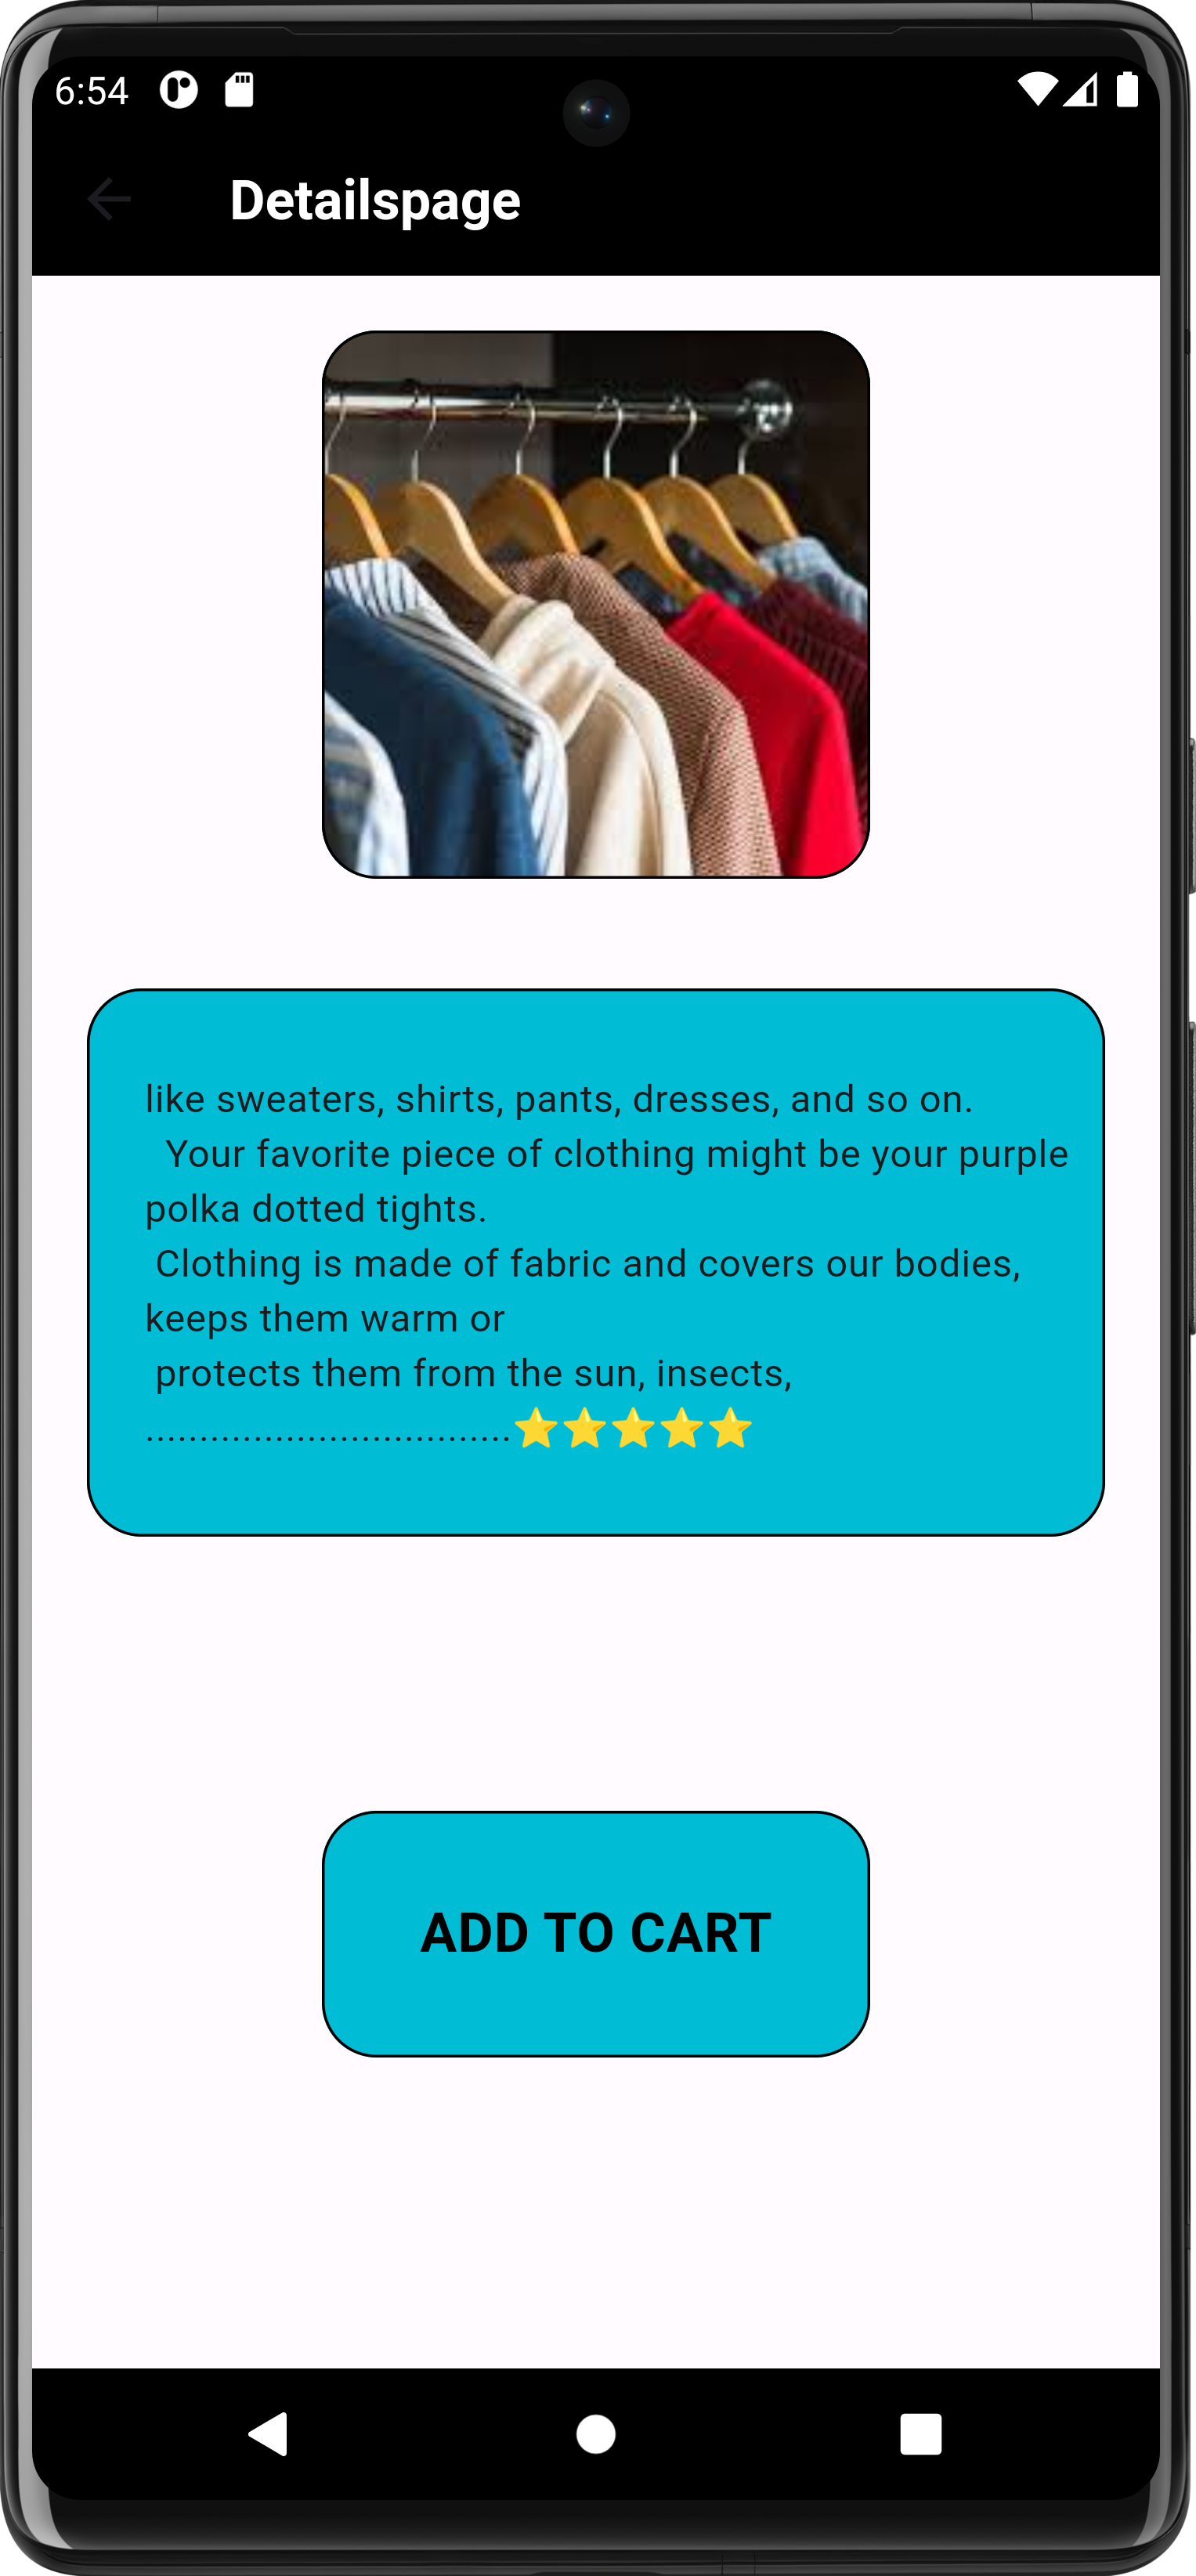 6:54
Detailspage
like sweaters, shirts, pants, dresses, and so on.
Your favorite piece of clothing might be your purple
polka dotted tights.
Clothing is made of fabric and covers our bodies,
keeps them warm or
protects them from the sun, insects,
..................................⭐⭐⭐⭐⭐
ADD TO CART